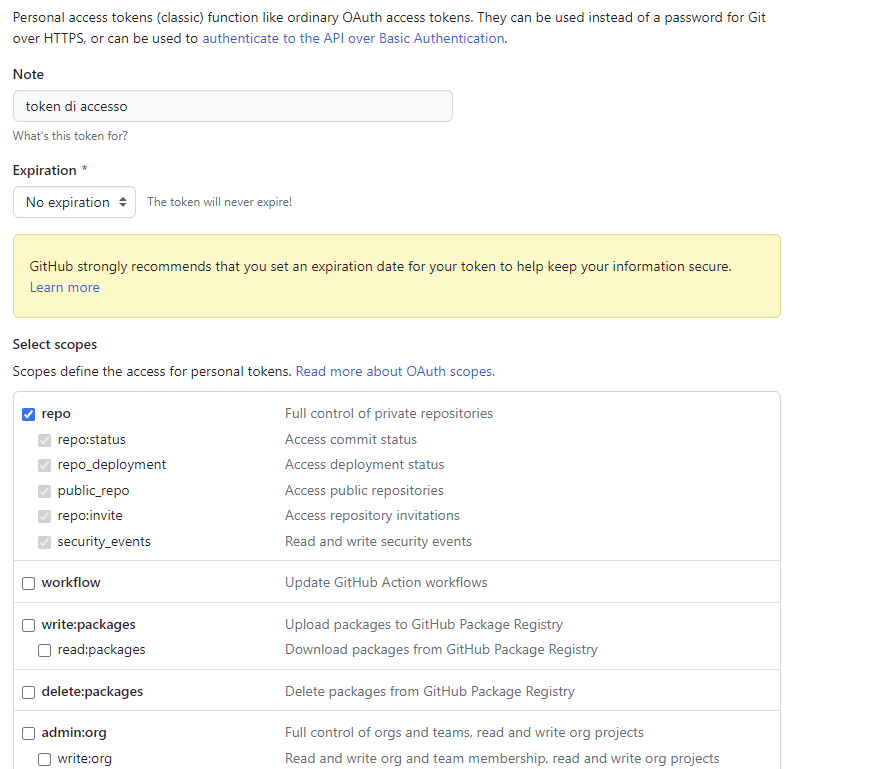 Personal access tokens (classic) function like ordinary OAuth access tokens. They can be used instead of a password for Git
over HTTPS, or can be used to authenticate to the API over Basic Authentication.
Note
token di accesso
What's this token for?
Expiration *
No expiration The token will never expire!
GitHub strongly recommends that you set an expiration date for your token to help keep your information secure.
Learn more
Select scopes
Scopes define the access for personal tokens. Read more about OAuth scopes.
repo Full control of private repositories
repo:status Access commit status
repo_deployment Access deployment status
public_repo Access public repositories
repo:invite Access repository invitations
security_events Read and write security events
workflow Update GitHub Action workflows
write:packages Upload packages to GitHub Package Registry
read:packages Download packages from GitHub Package Registry
delete:packages Delete packages from GitHub Package Registry
admin:org Full control of orgs and teams, read and write org projects
write:org Read and write org and team membership, read and write org projects